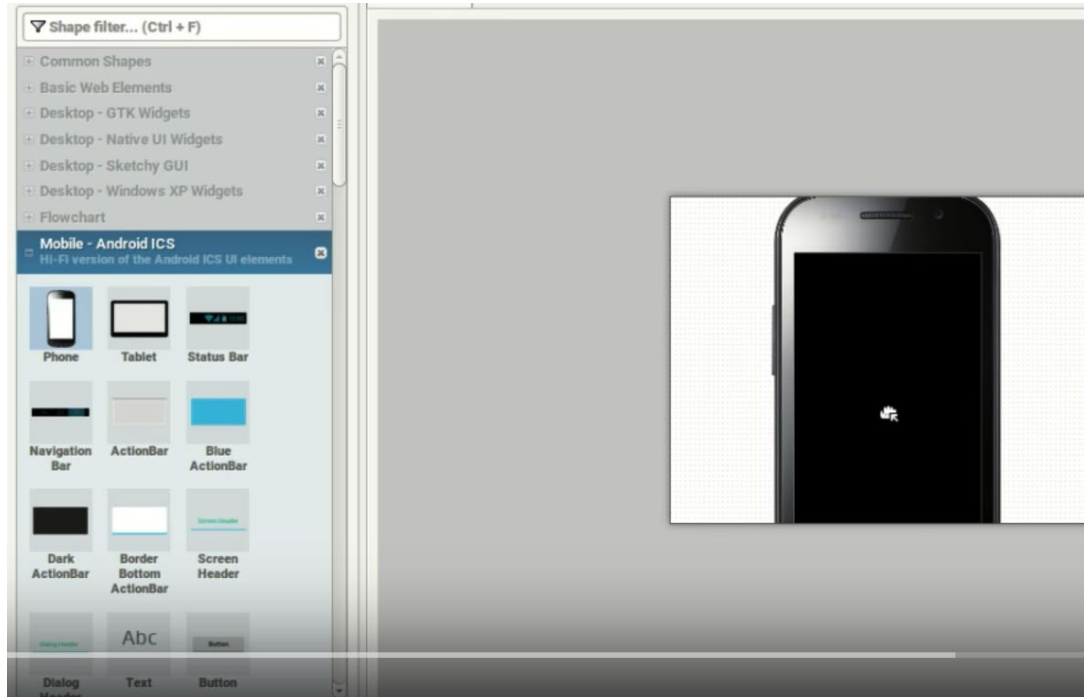 Shape filter... (Ctrl + F)
Common Shapes
Basic Web Elements
Desktop - GTK Widgets
Desktop - Native UI Widgets
Desktop - Sketchy GUI
Desktop - Windows XP Widgets
Flowchart
Mobile - Android ICS
Hi-Fi version of the Android ICS UI elements
Phone
Tablet
Status Bar
Navigation
Bar
ActionBar
Blue
ActionBar
Dark
ActionBar
Border
Bottom
ActionBar
Screen Header
Screen
Header
Dialog Header
Dialog
Header
Abc
Text
Button
Button